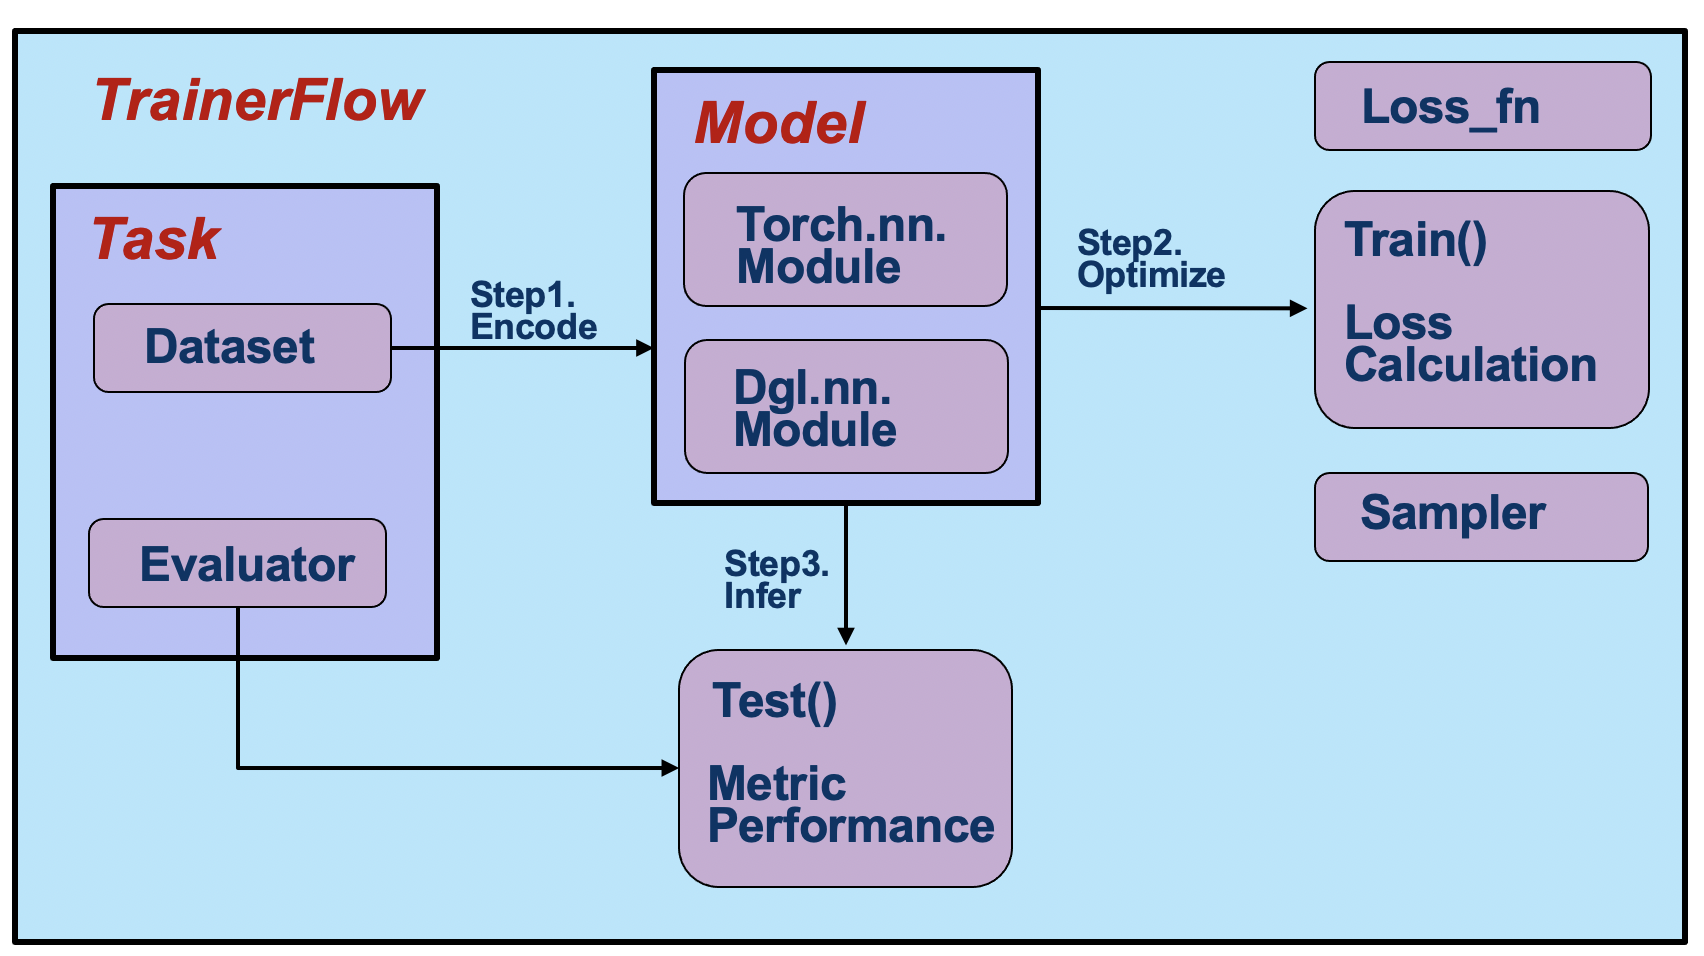 TrainerFlow
Task
Dataset
Evaluator
Step1.
Encode
Model
Torch.nn.
Module
Dgl.nn.
Module
Step2.
Optimize
Loss_fn
Train()
Loss
Calculation
Sampler
Step3.
Infer
Test()
Metric
Performance